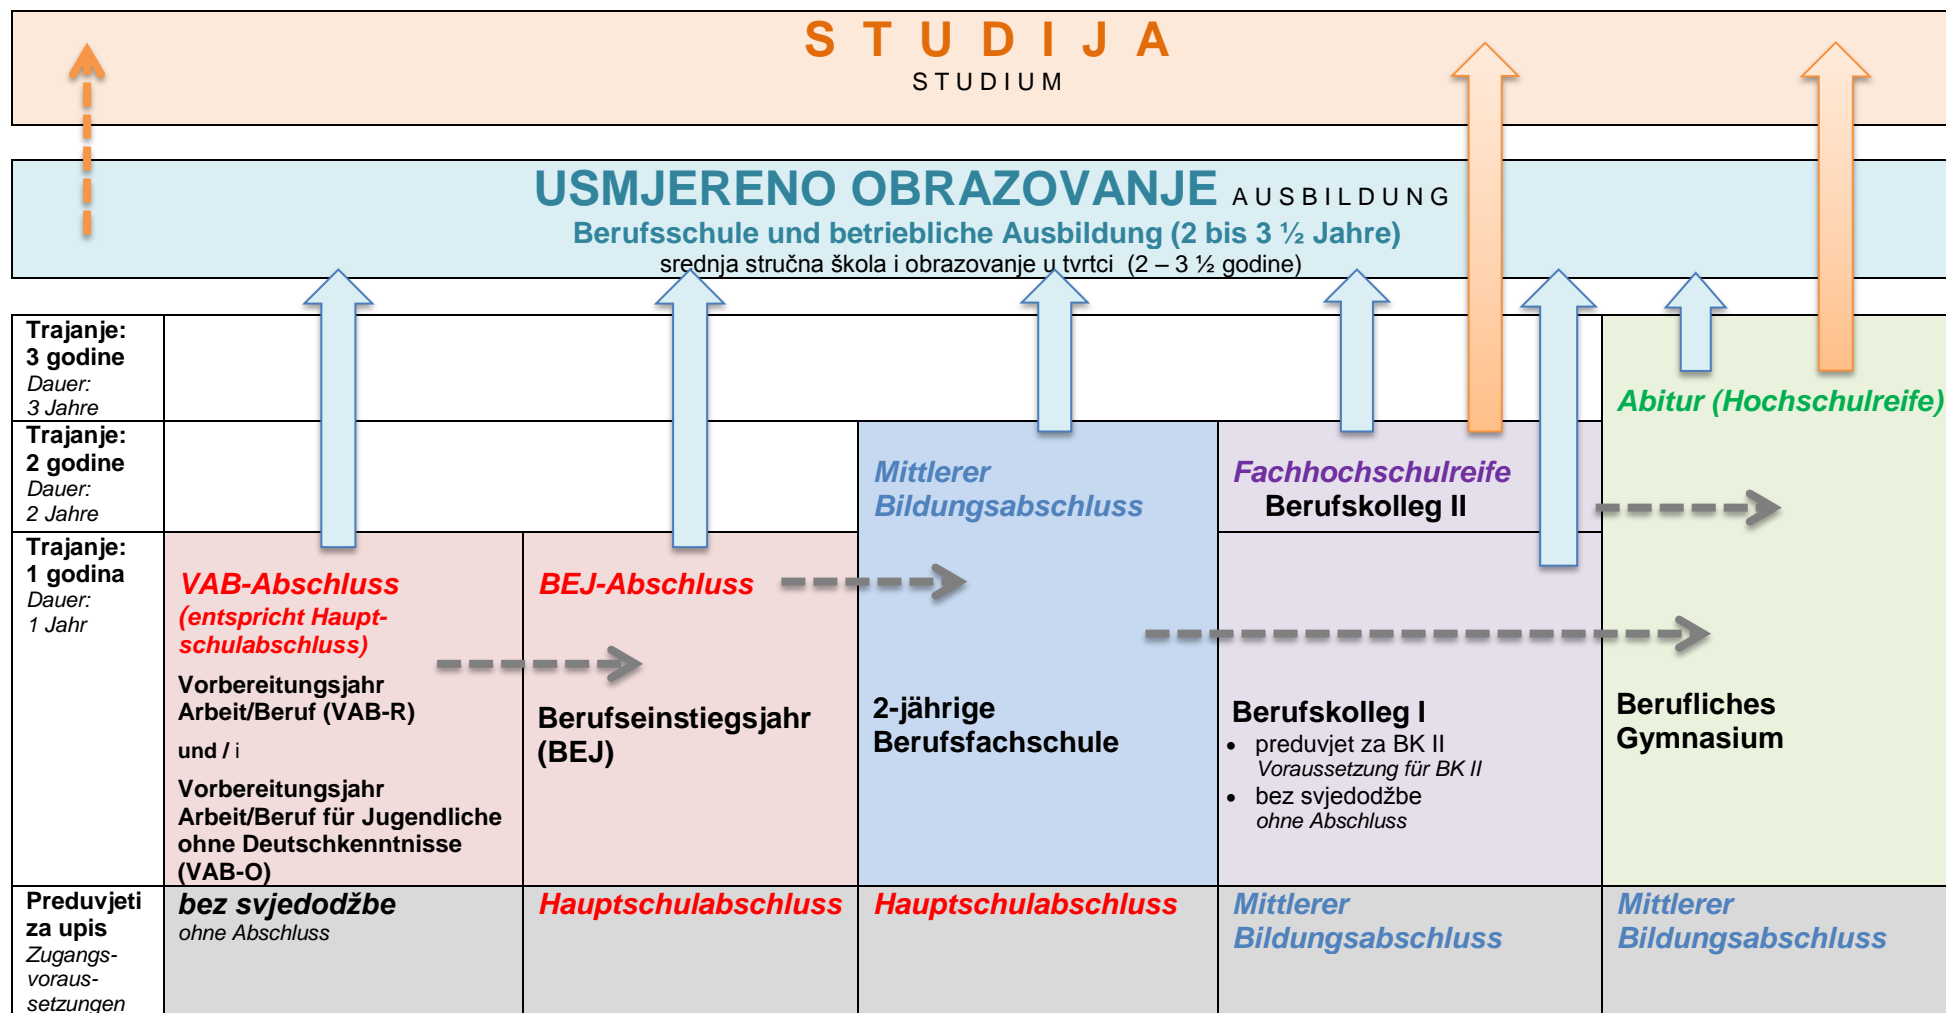 S T U D I J A
S T U D I U M
USMJERENO OBRAZOVANJE A U S B I L D U N G
Berufsschule und betriebliche Ausbildung (2 bis 3 ½ Jahre)
srednja stručna škola i obrazovanje u tvrtci (2 – 3 ½ godine)
Trajanje:
3 godine
Dauer:
3 Jahre
Abitur (Hochschulreife)
Trajanje:
2 godine
Dauer:
2 Jahre
Mittlerer
Bildungsabschluss
Fachhochschulreife
Berufskolleg II
Trajanje:
1 godina
Dauer:
1 Jahr
VAB-Abschluss
(entspricht Haupt-
schulabschluss)
Vorbereitungsjahr
Arbeit/Beruf (VAB-R)
und / i
Vorbereitungsjahr
Arbeit/Beruf für Jugendliche
ohne Deutschkenntnisse
(VAB-O)
BEJ-Abschluss
Berufseinstiegsjahr
(BEJ)
2-jährige
Berufsfachschule
Berufskolleg I
• preduvjet za BK II
Voraussetzung für BK II
• bez svjedodžbe
ohne Abschluss
Berufliches
Gymnasium
Preduvjeti
za upis
Zugangs-
voraus-
setzungen
bez svjedodžbe
ohne Abschluss
Hauptschulabschluss
Hauptschulabschluss
Mittlerer
Bildungsabschluss
Mittlerer
Bildungsabschluss